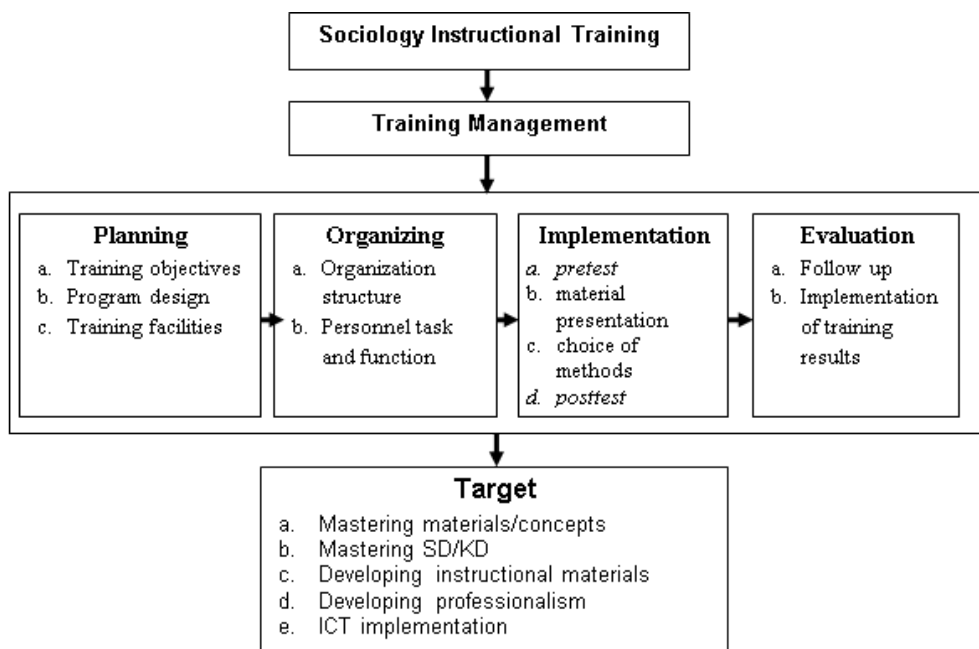 Sociology Instructional Training
Training Management
Planning
a. Training objectives
b. Program design
c. Training facilities
Organizing
a. Organization
structure
b. Personnel task
and function
Implementation
a. pretest
b. material
presentation
c. choice of
methods
d. posttest
Evaluation
a. Follow up
b. Implementation
of training
results
Target
a. Mastering materials/concepts
b. Mastering SD/KD
c. Developing instructional materials
d. Developing professionalism
e. ICT implementation